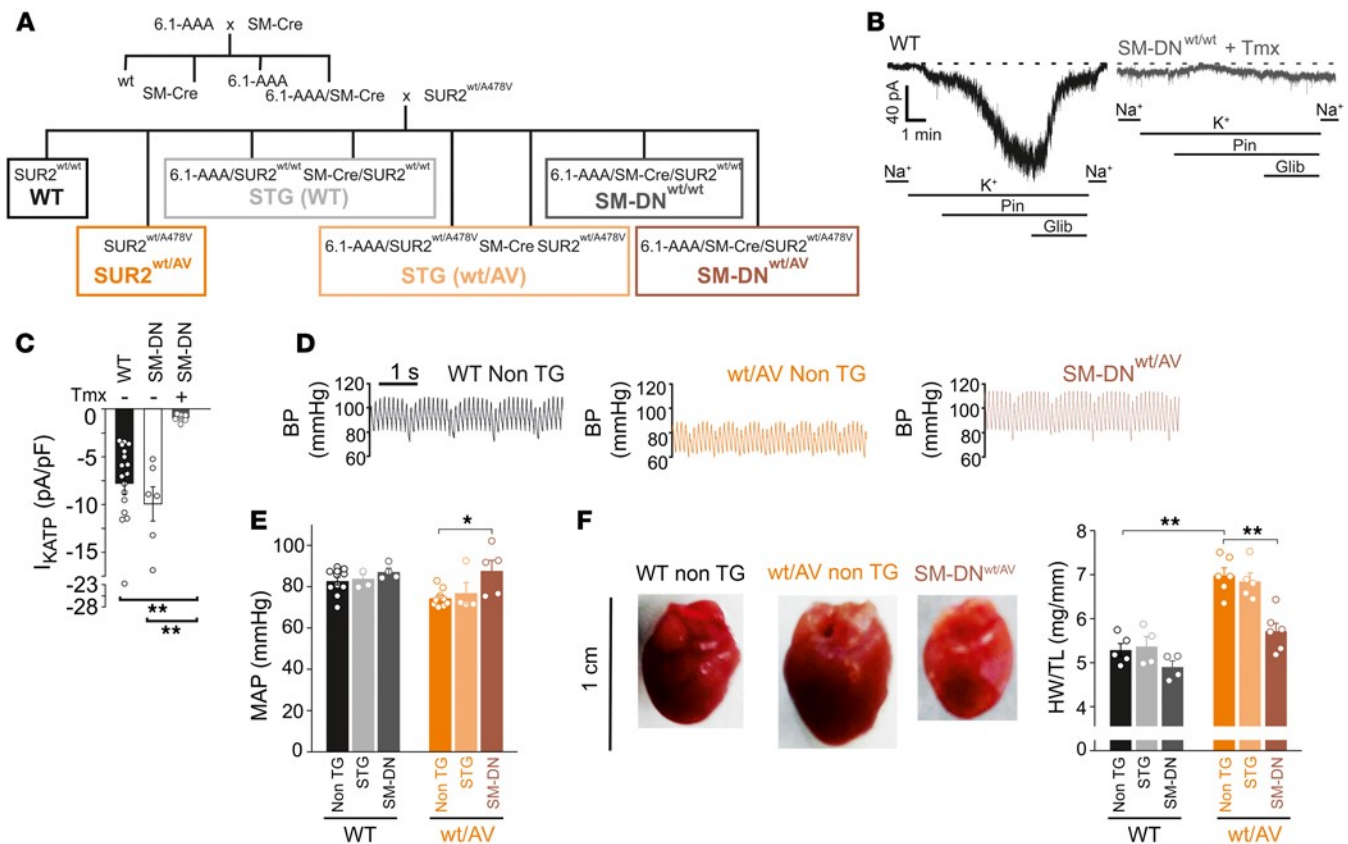 A
6.1-AAA x SM-Cre
wt
SM-Cre
6.1-AAA
6.1-AAA/SM-Cre x SUR2wt/A478V
SUR2wt/wt
WT
6.1-AAA/SUR2wt/wt SM-Cre/SUR2wt/wt
STG (WT)
6.1-AAA/SM-Cre/SUR2wt/wt
SM-DNwt/wt
SUR2wt/A478V
SUR2wt/AV
6.1-AAA/SUR2wt/A478V SM-Cre SUR2wt/A478V
STG (wt/AV)
6.1-AAA/SM-Cre/SUR2wt/A478V
SM-DNwt/AV
B
WT
SM-DNwt/wt + Tmx
40 pA
1 min
Na+
K+
Na+
Pin
Glib
Na+
K+
Na+
Pin
Glib
C
WT
SM-DN
SM-DN
Tmx - - +
IKATP (pA/pF)
0
-5
-10
-15
-23
-28
**
**
D
1 s
WT Non TG
BP (mmHg)
120
100
80
60
wt/AV Non TG
BP (mmHg)
120
100
80
60
SM-DNwt/AV
BP (mmHg)
120
100
80
60
E
MAP (mmHg)
100
80
60
40
20
0
*
Non TG
STG
SM-DN
Non TG
STG
SM-DN
WT
wt/AV
F
1 cm
WT non TG
wt/AV non TG
SM-DNwt/AV
HW/TL (mg/mm)
8
7
6
5
4
0
**
**
Non TG
STG
SM-DN
Non TG
STG
SM-DN
WT
wt/AV